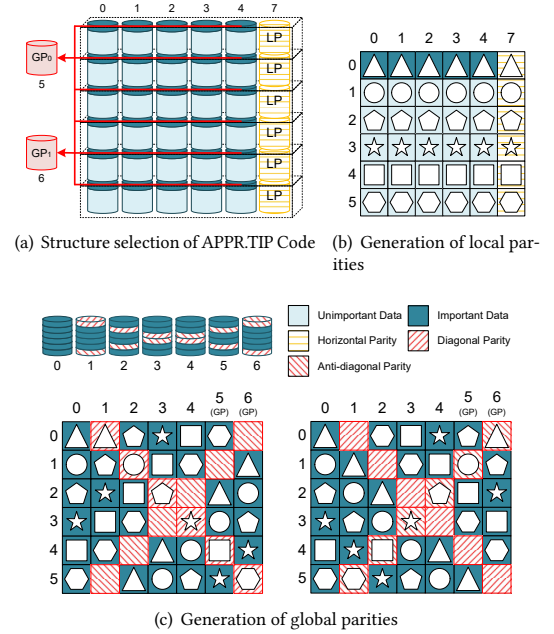 0 1 2 3 4 7
LP
GP0
5
LP
LP
LP
GP1
6
LP
LP
(a) Structure selection of APPR.TIP Code
0 1 2 3 4 7
0
1
2
3
4
5
(b) Generation of local par-
ities
0 1 2 3 4 5 6
Unimportant Data
Important Data
Horizontal Parity
Diagonal Parity
Anti-diagonal Parity
0 1 2 3 4 5 6
(GP) (GP)
0
1
2
3
4
5
0 1 2 3 4 5 6
(GP) (GP)
0
1
2
3
4
5
(c) Generation of global parities